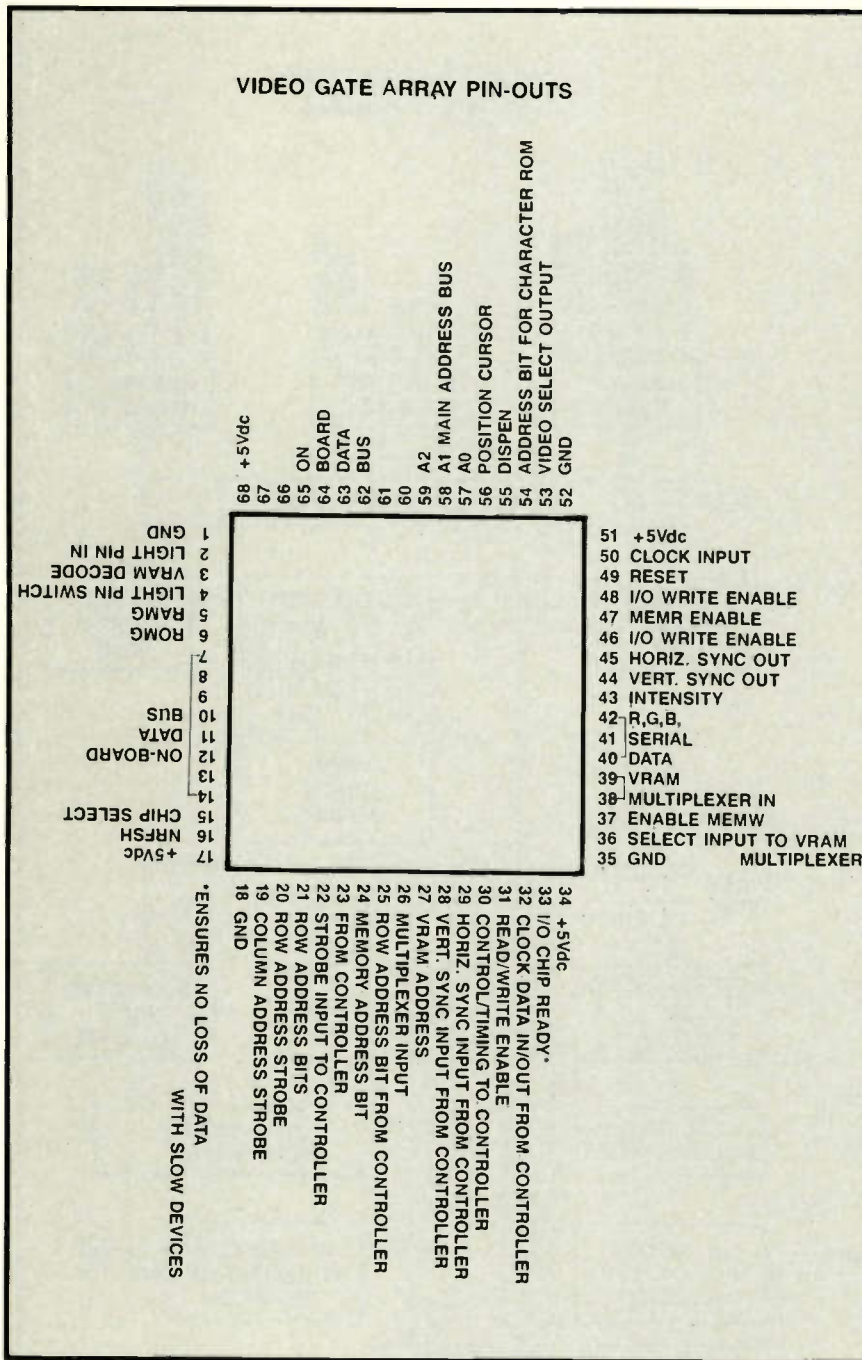 VIDEO GATE ARRAY PIN-OUTS
68 +5Vdc
67
66
65 ON
64 BOARD
63 DATA
62 BUS
61
60
59 A2
58 A1 MAIN ADDRESS BUS
57 A0
56 POSITION CURSOR
55 DISPEN
54 ADDRESS BIT FOR CHARACTER ROM
53 VIDEO SELECT OUTPUT
52 GND
1 GND
2 LIGHT PIN IN
3 VRAM DECODE
4 LIGHT PIN SWITCH
5 RAMG
6 ROMG
7
8
9
10 BUS
11 DATA
12 ON-BOARD
13
14
15 CHIP SELECT
16 NRFSH
17 +5Vdc
51 +5Vdc
50 CLOCK INPUT
49 RESET
48 I/O WRITE ENABLE
47 MEMR ENABLE
46 I/O WRITE ENABLE
45 HORIZ. SYNC OUT
44 VERT. SYNC OUT
43 INTENSITY
42 R,G,B,
41 SERIAL
40 DATA
39 VRAM
38 MULTIPLEXER IN
37 ENABLE MEMW
36 SELECT INPUT TO VRAM
35 GND MULTIPLEXER
34 +5Vdc
33 I/O CHIP READY*
32 CLOCK DATA IN/OUT FROM CONTROLLER
31 READ/WRITE ENABLE
30 CONTROL/TIMING TO CONTROLLER
29 HORIZ. SYNC INPUT FROM CONTROLLER
28 VERT. SYNC INPUT FROM CONTROLLER
27 VRAM ADDRESS
26 MULTIPLEXER INPUT
25 ROW ADDRESS BIT FROM CONTROLLER
24 MEMORY ADDRESS BIT
23 FROM CONTROLLER
22 STROBE INPUT TO CONTROLLER
21 ROW ADDRESS BITS
20 ROW ADDRESS STROBE
19 COLUMN ADDRESS STROBE
18 GND
*ENSURES NO LOSS OF DATA
WITH SLOW DEVICES